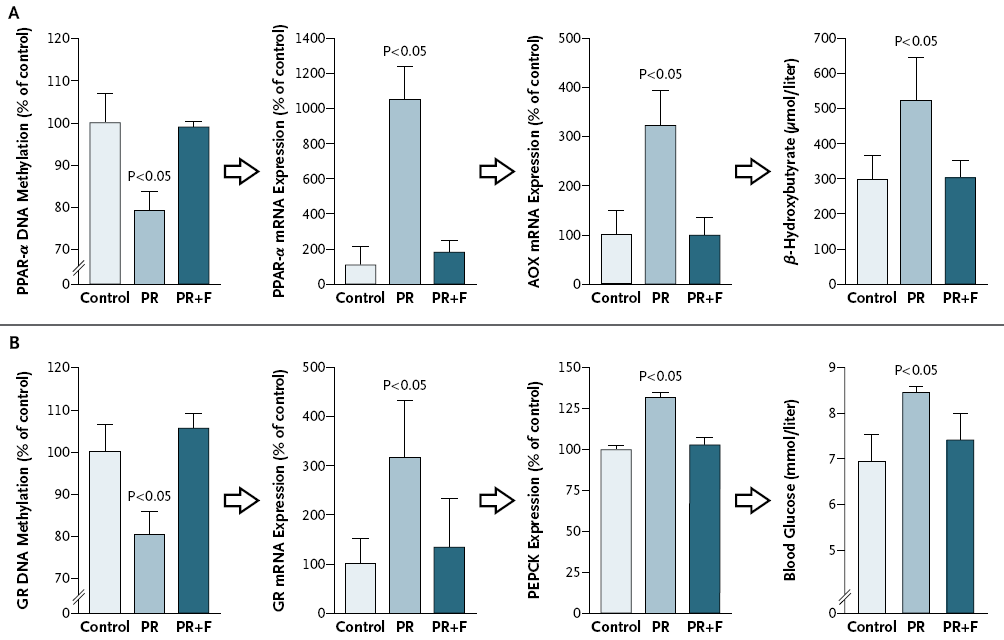 A
PPAR-α DNA Methylation (% of control)
120
110
100
90
80
70
0
P<0.05
Control PR PR+F
PPAR-α mRNA Expression (% of control)
1400
1200
1000
800
600
400
200
0
P<0.05
Control PR PR+F
AOX mRNA Expression (% of control)
500
400
300
200
100
0
P<0.05
Control PR PR+F
β-Hydroxybutyrate (μmol/liter)
700
600
500
400
300
200
100
0
P<0.05
Control PR PR+F
B
GR DNA Methylation (% of control)
120
110
100
90
80
70
0
P<0.05
Control PR PR+F
GR mRNA Expression (% of control)
500
400
300
200
100
0
P<0.05
Control PR PR+F
PEPCK Expression (% of control)
150
125
100
75
50
25
0
P<0.05
Control PR PR+F
Blood Glucose (mmol/liter)
9
8
7
6
5
0
P<0.05
Control PR PR+F